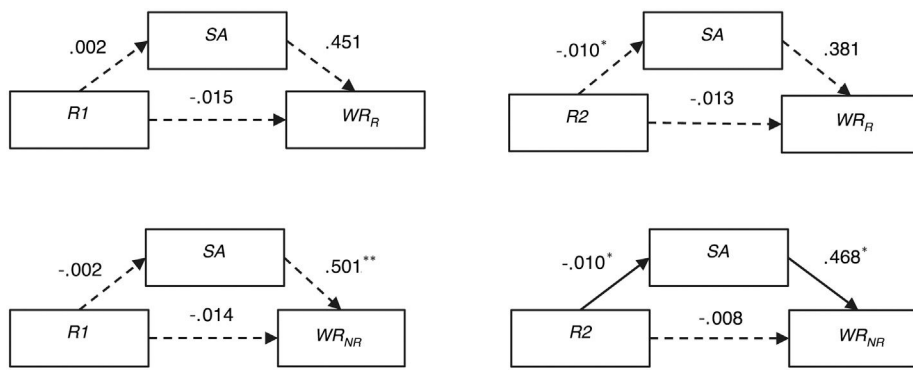 SA
.002
.451
R1
-.015
WR_R
SA
-.010*
.381
R2
-.013
WR_R
SA
-.002
.501**
R1
-.014
WR_NR
SA
-.010*
.468*
R2
-.008
WR_NR